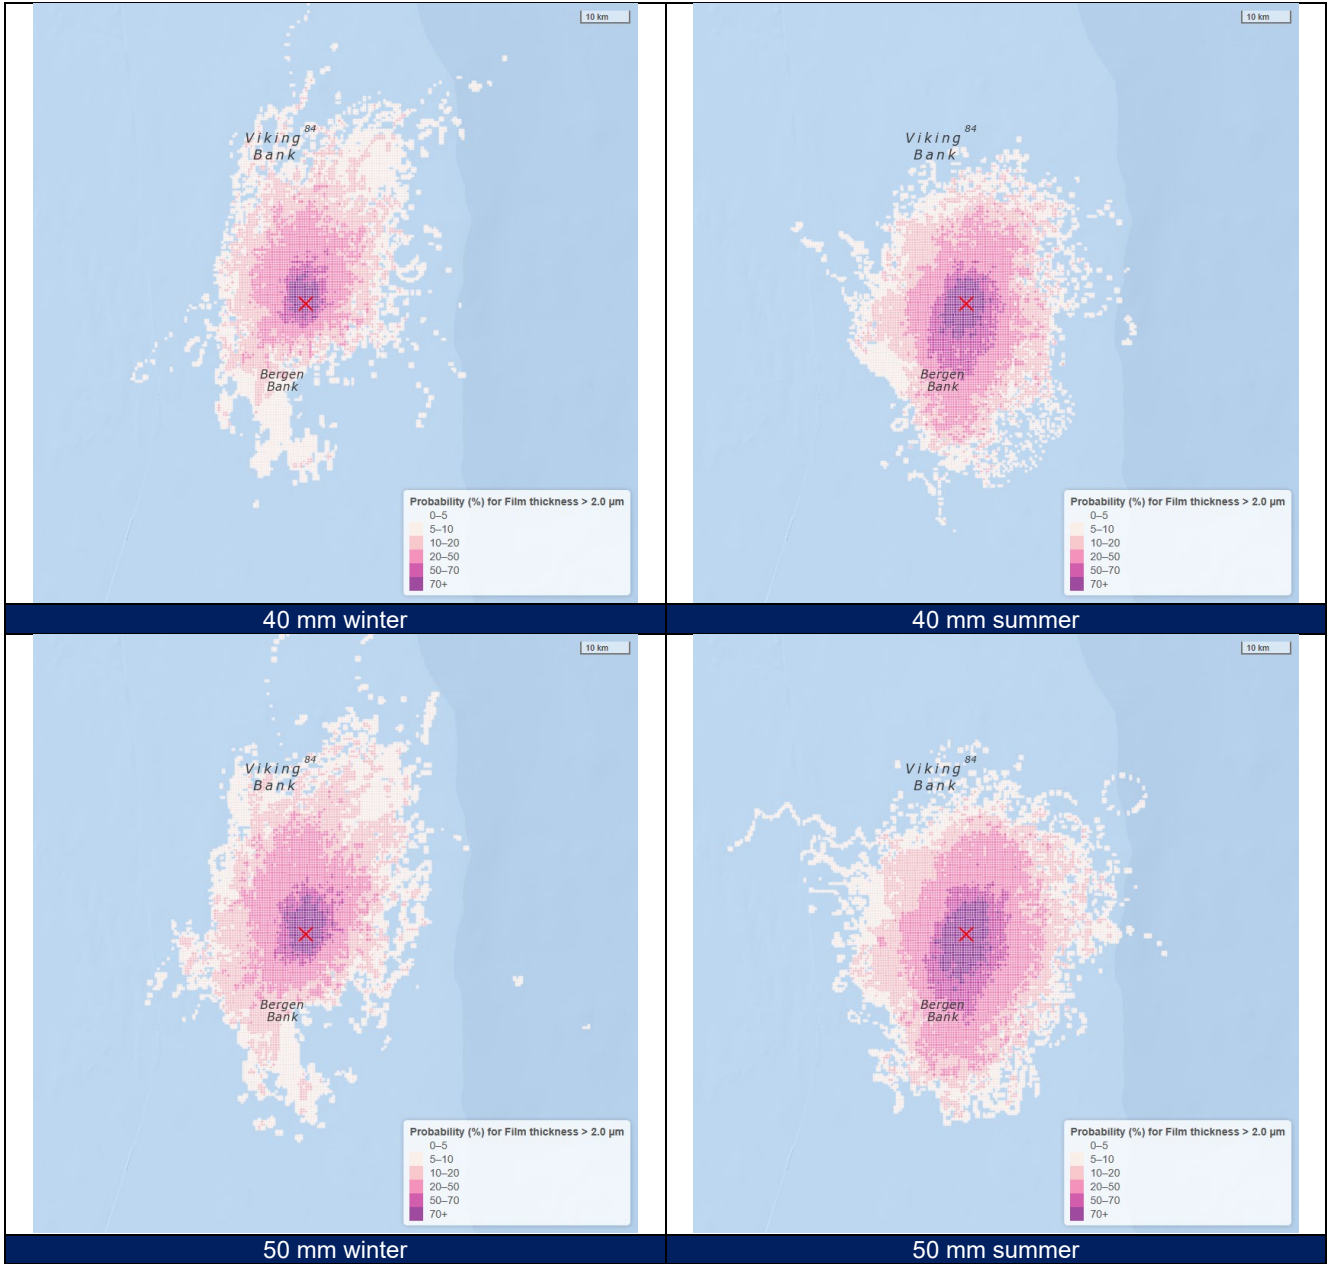 10 km
Viking 84
Bank
Bergen
Bank
Probability (%) for Film thickness > 2.0 µm
0–5
5–10
10–20
20–50
50–70
70+
40 mm winter
10 km
Viking 84
Bank
Bergen
Bank
Probability (%) for Film thickness > 2.0 µm
0–5
5–10
10–20
20–50
50–70
70+
40 mm summer
10 km
Viking 84
Bank
Bergen
Bank
Probability (%) for Film thickness > 2.0 µm
0–5
5–10
10–20
20–50
50–70
70+
50 mm winter
10 km
Viking 84
Bank
Bergen
Bank
Probability (%) for Film thickness > 2.0 µm
0–5
5–10
10–20
20–50
50–70
70+
50 mm summer